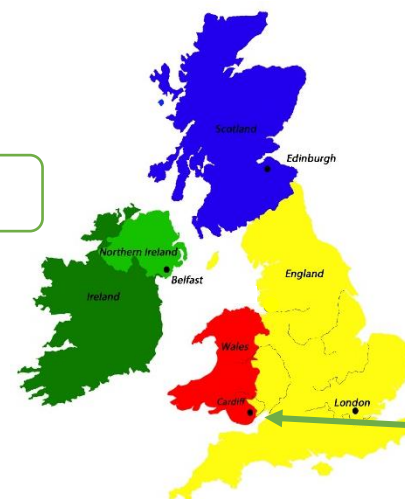 Scotland
Edinburgh
Northern Ireland
Belfast
England
Ireland
Wales
Cardiff
London